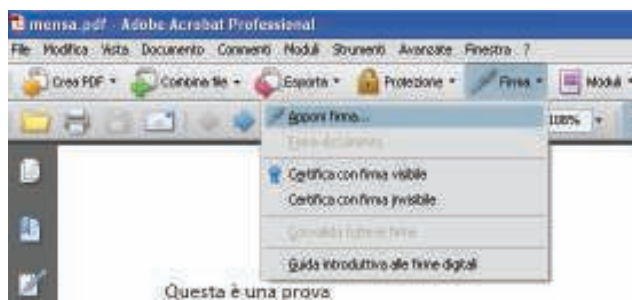 mensa.pdf - Adobe Acrobat Professional
File Modifica Vista Documento Commenti Moduli Strumenti Avanzate Finestra ?
Crea PDF Combina file Esporta Protezione Firma Moduli
Apponi firma... 100%
Firma documento
Certifica con firma visibile
Certifica con firma invisibile
Convalida tutte le firme
Guida introduttiva alle firme digitali
Questa è una prova